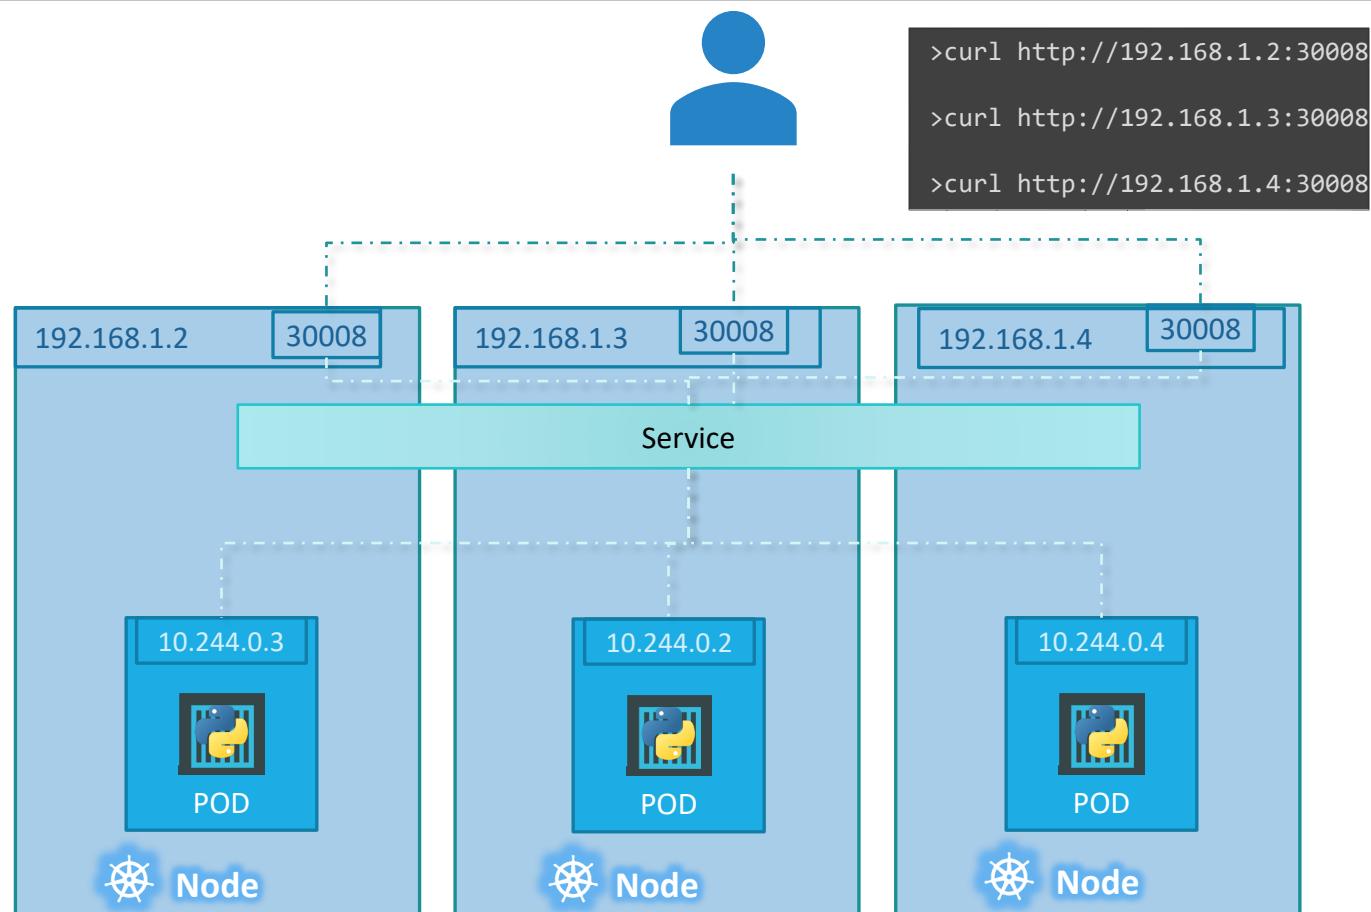 >curl http://192.168.1.2:30008
>curl http://192.168.1.3:30008
>curl http://192.168.1.4:30008
192.168.1.2
30008
192.168.1.3
30008
192.168.1.4
30008
Service
10.244.0.3
10.244.0.2
10.244.0.4
POD
POD
POD
Node
Node
Node